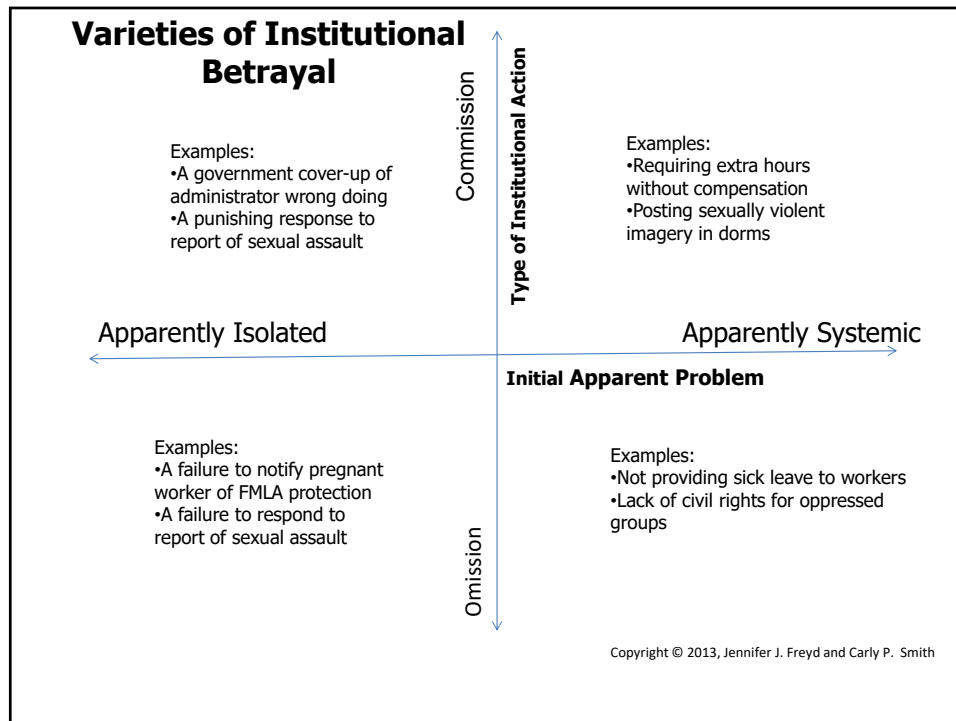 Varieties of Institutional
Betrayal
Commission
Type of Institutional Action
Examples:
•A government cover-up of
administrator wrong doing
•A punishing response to
report of sexual assault
Examples:
•Requiring extra hours
without compensation
•Posting sexually violent
imagery in dorms
Apparently Isolated
Apparently Systemic
Initial Apparent Problem
Examples:
•A failure to notify pregnant
worker of FMLA protection
•A failure to respond to
report of sexual assault
Omission
Examples:
•Not providing sick leave to workers
•Lack of civil rights for oppressed
groups
Copyright © 2013, Jennifer J. Freyd and Carly P. Smith